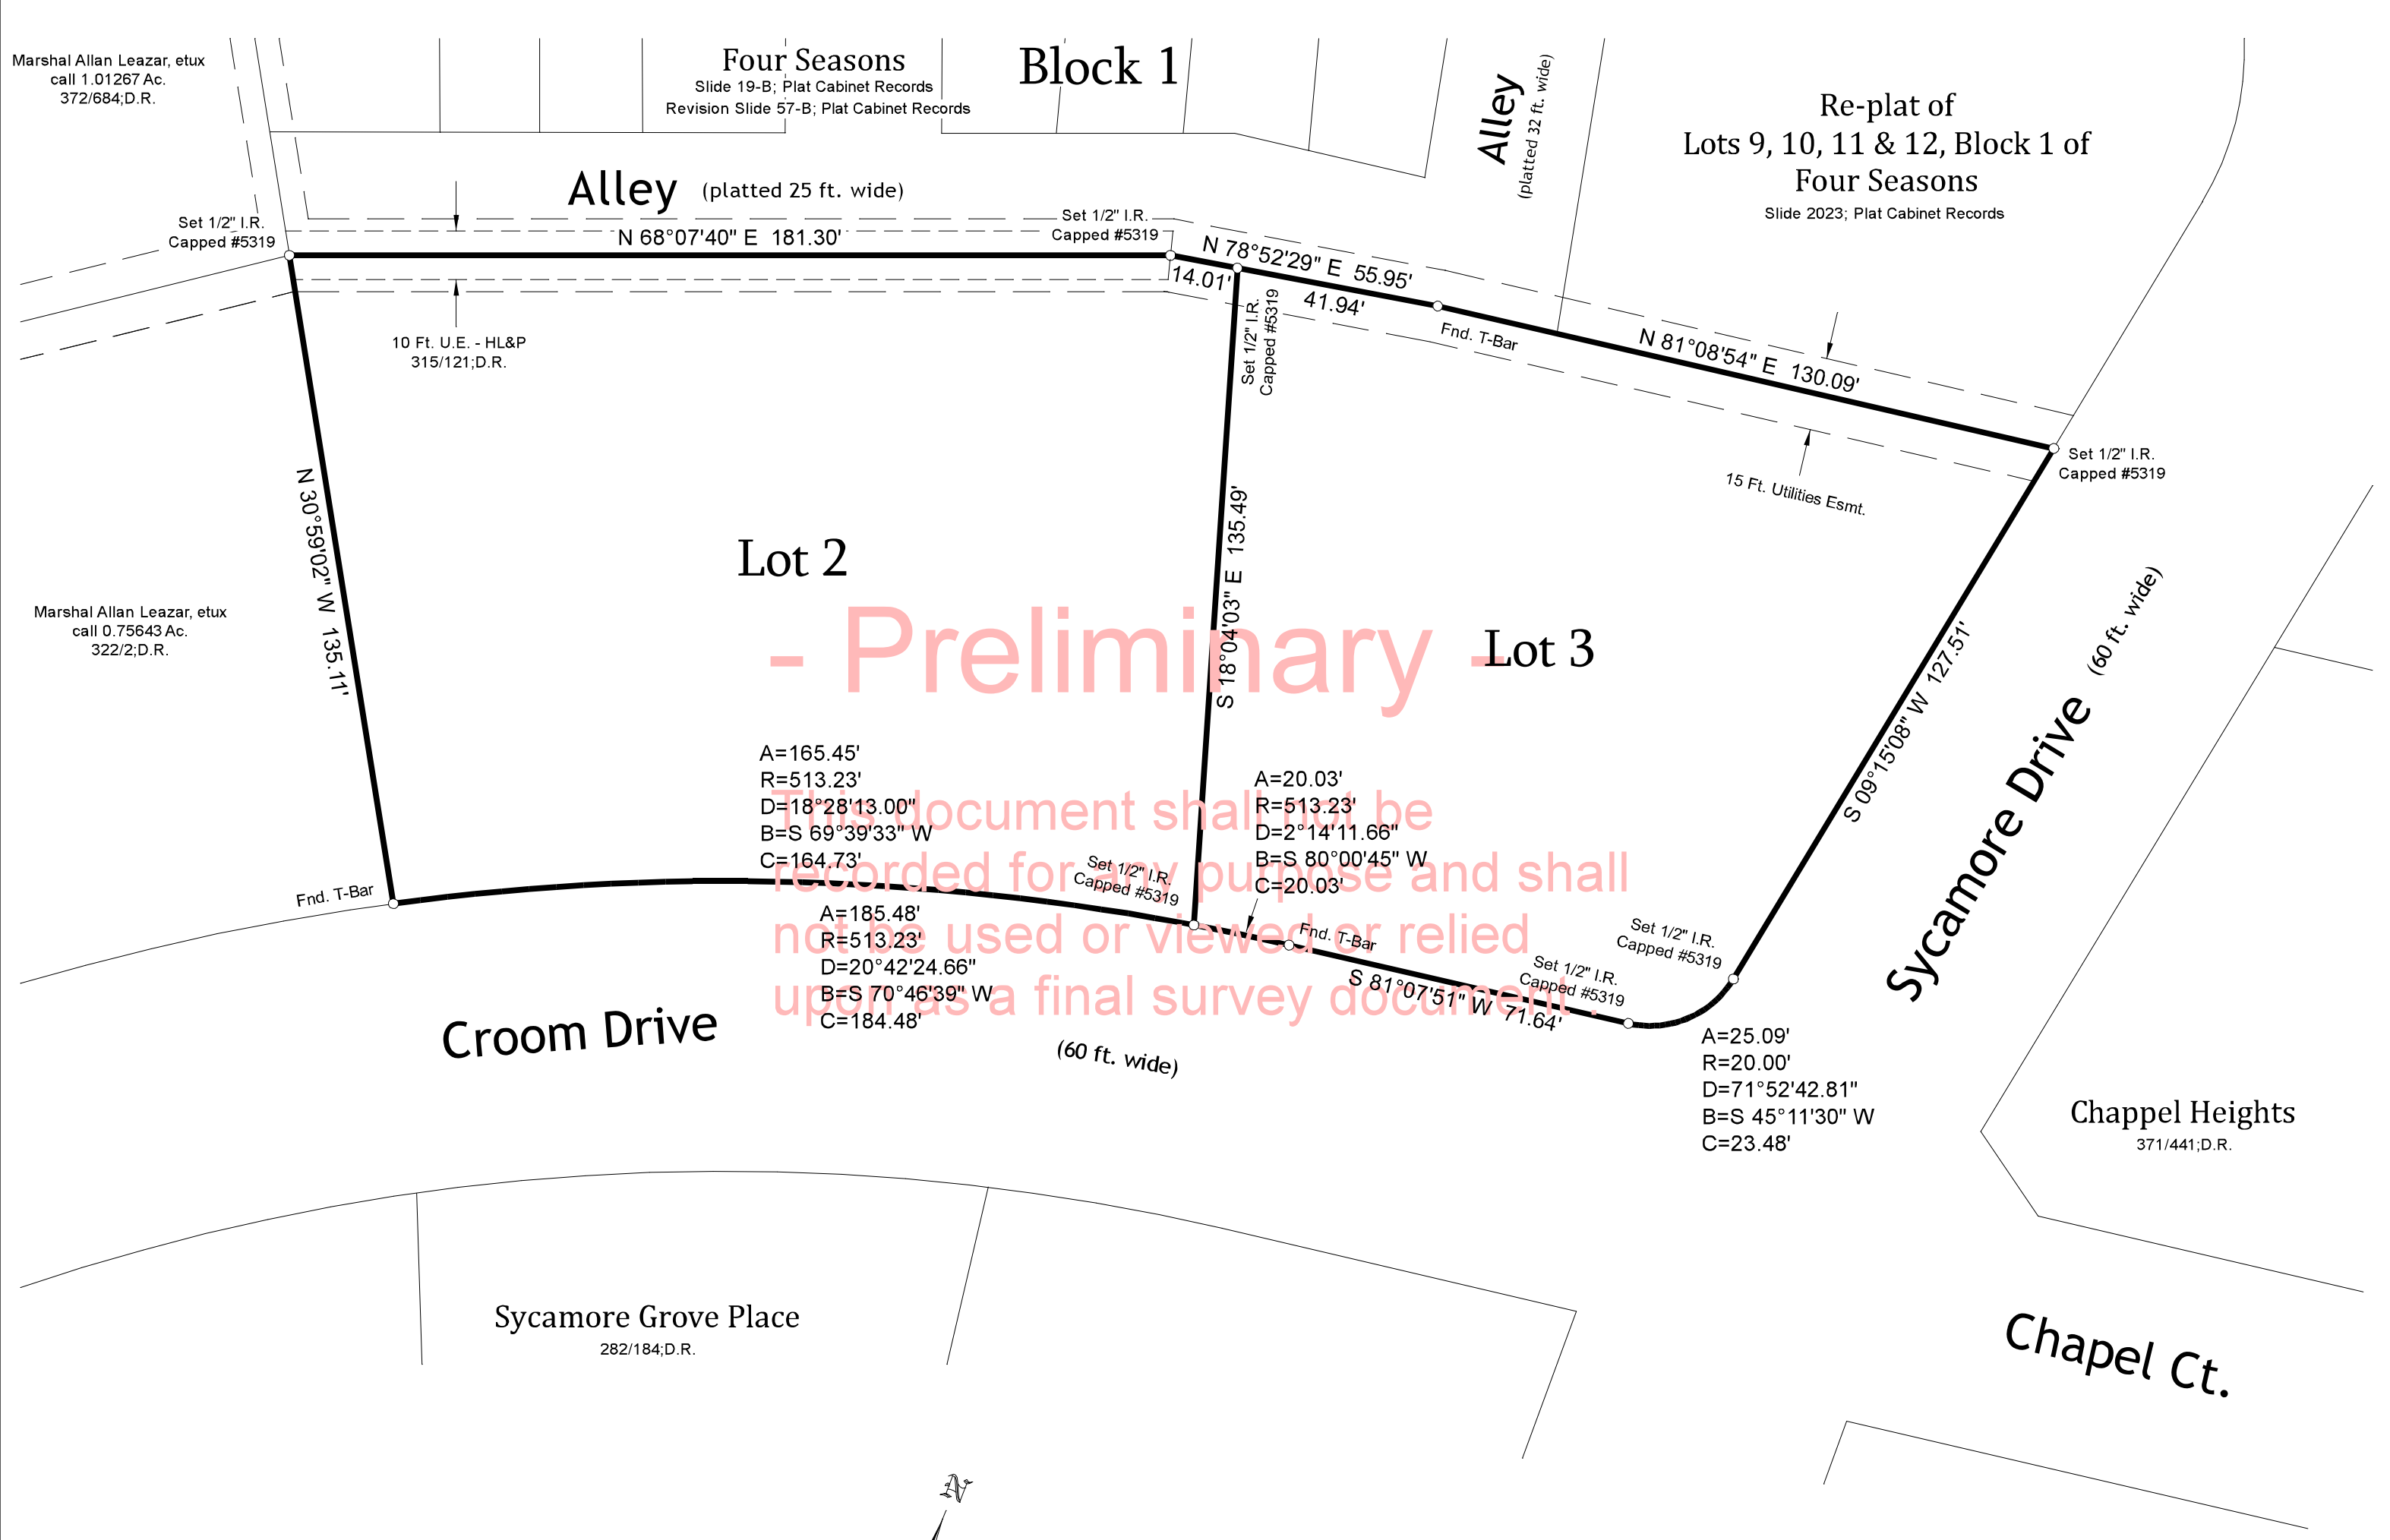 Marshal Allan Leazar, etux
call 1.01267 Ac.
372/684;D.R.
Four Seasons
Slide 19-B; Plat Cabinet Records
Revision Slide 57-B; Plat Cabinet Records
Block 1
Alley
(platted 32 ft. wide)
Re-plat of
Lots 9, 10, 11 & 12, Block 1 of
Four Seasons
Slide 2023; Plat Cabinet Records
Alley (platted 25 ft. wide)
Set 1/2" I.R.
Capped #5319
N 68°07'40" E 181.30'
Set 1/2" I.R.
Capped #5319
N 78°52'29" E 55.95'
14.01'
41.94'
Set 1/2" I.R.
Capped #5319
Fnd. T-Bar
N 81°08'54" E 130.09'
10 Ft. U.E. - HL&P
315/121;D.R.
Set 1/2" I.R.
Capped #5319
15 Ft. Utilities Esmt.
N 30°59'02" W 135.11'
Lot 2
S 18°04'03" E 135.49'
Marshal Allan Leazar, etux
call 0.75643 Ac.
322/2;D.R.
- Preliminary -
Lot 3
S 09°15'08" W 127.51'
Sycamore Drive (60 ft. wide)
A=165.45'
R=513.23'
D=18°28'13.00"
B=S 69°39'33" W
C=164.73'
A=20.03'
R=513.23'
D=2°14'11.66"
B=S 80°00'45" W
C=20.03'
This document shall not be
recorded for any purpose and shall
not be used or viewed or relied
upon as a final survey document .
Fnd. T-Bar
Set 1/2" I.R.
Capped #5319
Fnd. T-Bar
A=185.48'
R=513.23'
D=20°42'24.66"
B=S 70°46'39" W
C=184.48'
S 81°07'51" W 71.64'
Set 1/2" I.R.
Capped #5319
Set 1/2" I.R.
Capped #5319
Croom Drive
(60 ft. wide)
A=25.09'
R=20.00'
D=71°52'42.81"
B=S 45°11'30" W
C=23.48'
Chappel Heights
371/441;D.R.
Sycamore Grove Place
282/184;D.R.
Chapel Ct.
N